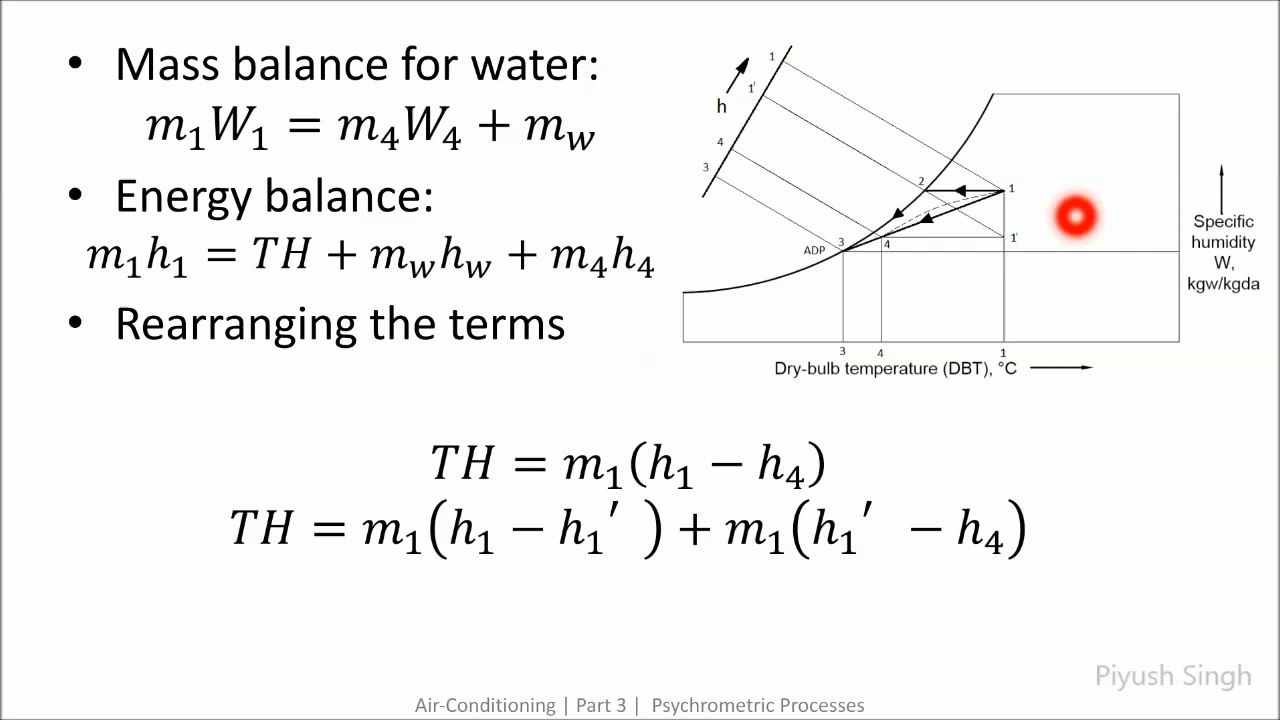 • Mass balance for water:
m₁W₁ = m₄W₄ + m_w
• Energy balance:
m₁h₁ = TH + m_wh_w + m₄h₄
• Rearranging the terms
TH = m₁(h₁ − h₄)
TH = m₁(h₁′ − h₁′ ) + m₁(h₁′ − h₄)
h
1
1'
4
3
2
1
ADP
3
4
1'
3
4
1
Dry-bulb temperature (DBT), °C
Specific
humidity
W,
kgw/kgda
Piyush Singh
Air-Conditioning | Part 3 | Psychrometric Processes